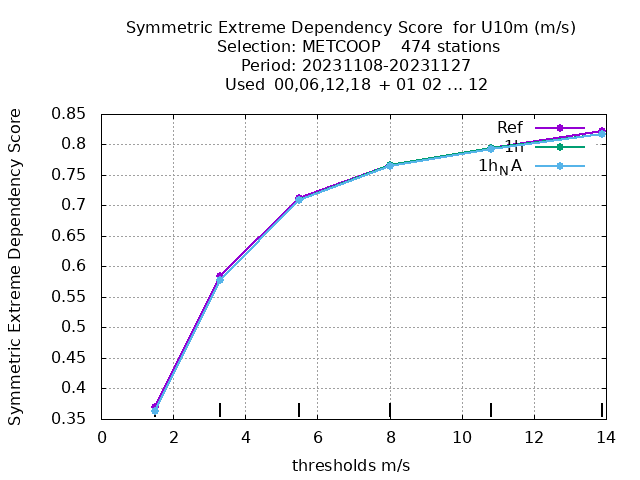 Symmetric Extreme Dependency Score for U10m (m/s)
Selection: METCOOP 474 stations
Period: 20231108-20231127
Used 00,06,12,18 + 01 02 ... 12
Symmetric Extreme Dependency Score
0.85
0.8
0.75
0.7
0.65
0.6
0.55
0.5
0.45
0.4
0.35
Ref
1h
1h_NA
0 2 4 6 8 10 12 14
thresholds m/s